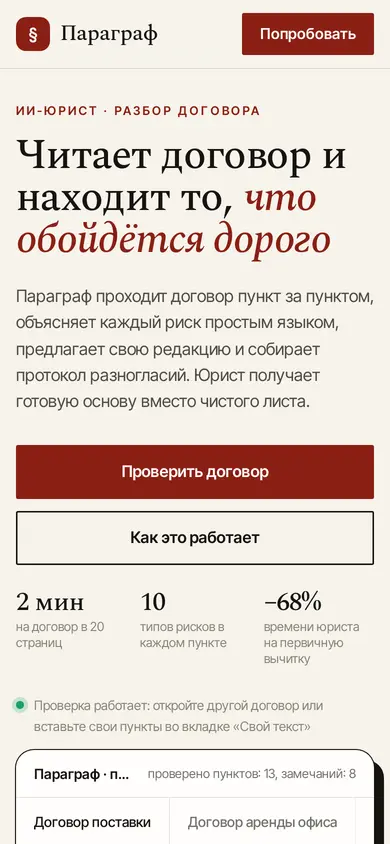 § Параграф Попробовать
ИИ-ЮРИСТ · РАЗБОР ДОГОВОРА
Читает договор и
находит то, что
обойдётся дорого
Параграф проходит договор пункт за пунктом,
объясняет каждый риск простым языком,
предлагает свою редакцию и собирает
протокол разногласий. Юрист получает
готовую основу вместо чистого листа.
Проверить договор
Как это работает
2 мин
на договор в 20
страниц
10
типов рисков в
каждом пункте
−68%
времени юриста
на первичную
вычитку
Проверка работает: откройте другой договор или
вставьте свои пункты во вкладке «Свой текст»
Параграф · п... проверено пунктов: 13, замечаний: 8
Договор поставки Договор аренды офиса